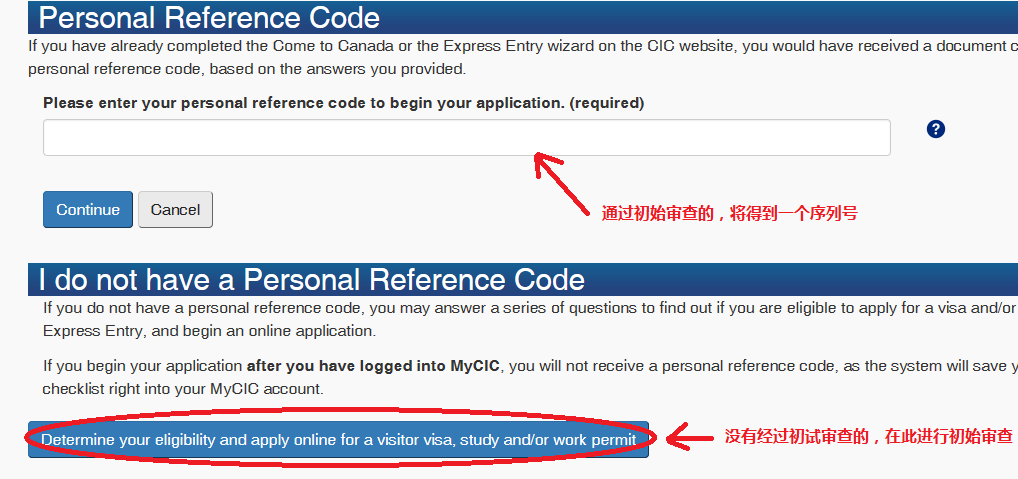 Personal Reference Code
If you have already completed the Come to Canada or the Express Entry wizard on the CIC website, you would have received a document c
personal reference code, based on the answers you provided.
Please enter your personal reference code to begin your application. (required)
?
Continue Cancel
通过初始审查的，将得到一个序列号
I do not have a Personal Reference Code
If you do not have a personal reference code, you may answer a series of questions to find out if you are eligible to apply for a visa and/or
Express Entry, and begin an online application.
If you begin your application after you have logged into MyCIC, you will not receive a personal reference code, as the system will save y
checklist right into your MyCIC account.
Determine your eligibility and apply online for a visitor visa, study and/or work permit
没有经过初试审查的，在此进行初始审查